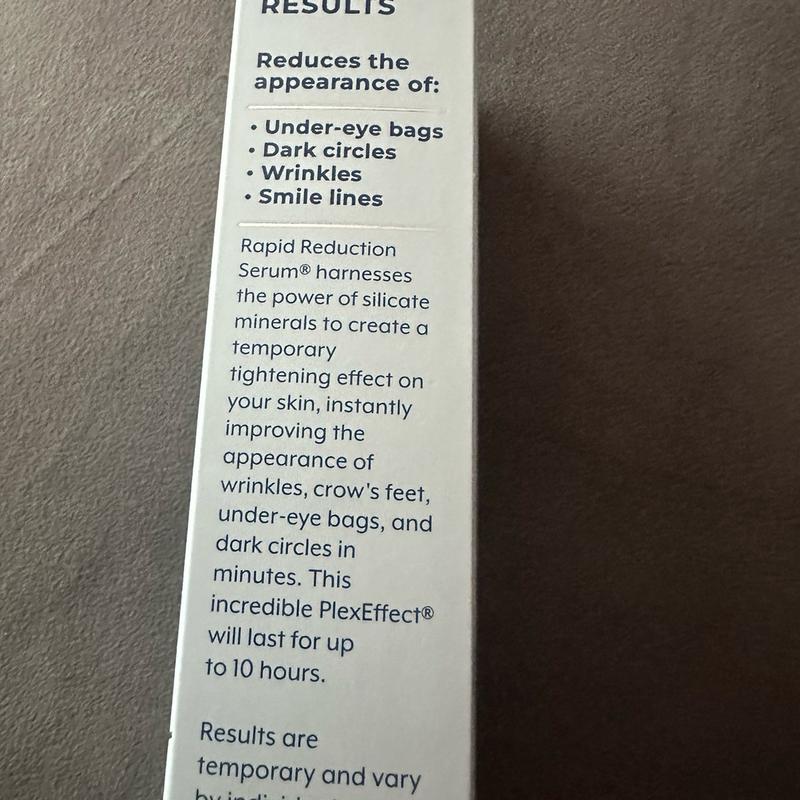 RESULTS
Reduces the
appearance of:
• Under-eye bags
• Dark circles
• Wrinkles
• Smile lines
Rapid Reduction
Serum® harnesses
the power of silicate
minerals to create a
temporary
tightening effect on
your skin, instantly
improving the
appearance of
wrinkles, crow's feet,
under-eye bags, and
dark circles in
minutes. This
incredible PlexEffect®
will last for up
to 10 hours.
Results are
temporary and vary
by